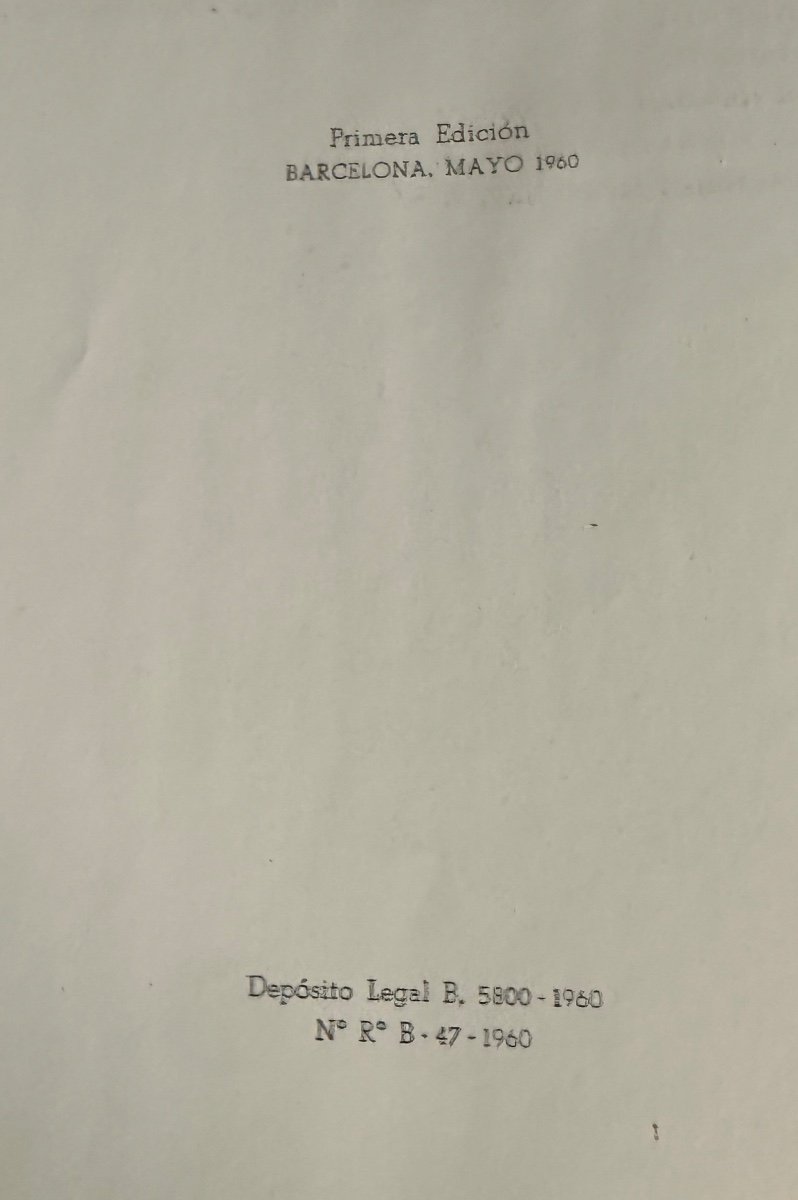 Primera Edición
BARCELONA, MAYO 1960
Depósito Legal B. 5800 - 1960
Nº Rº B - 47 - 1960